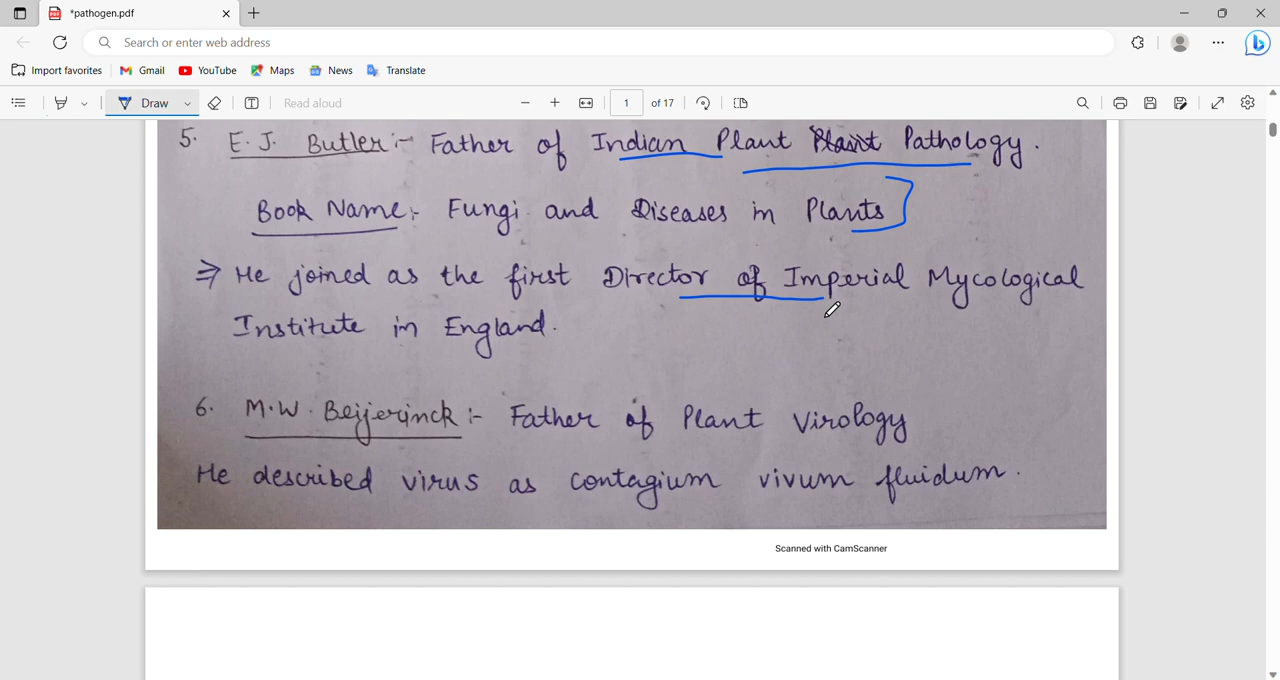 *pathogen.pdf
Search or enter web address
Import favorites Gmail YouTube Maps News Translate
Draw Read aloud 1 of 17
5. E. J. Butler :- Father of Indian Plant Pathology.
Book Name :- Fungi and Diseases in Plants
⇒ He joined as the first Director of Imperial Mycological
Institute in England.
6. M.W. Beijjerinck :- Father of Plant Virology
He described virus as contagium vivum fluidum.
Scanned with CamScanner